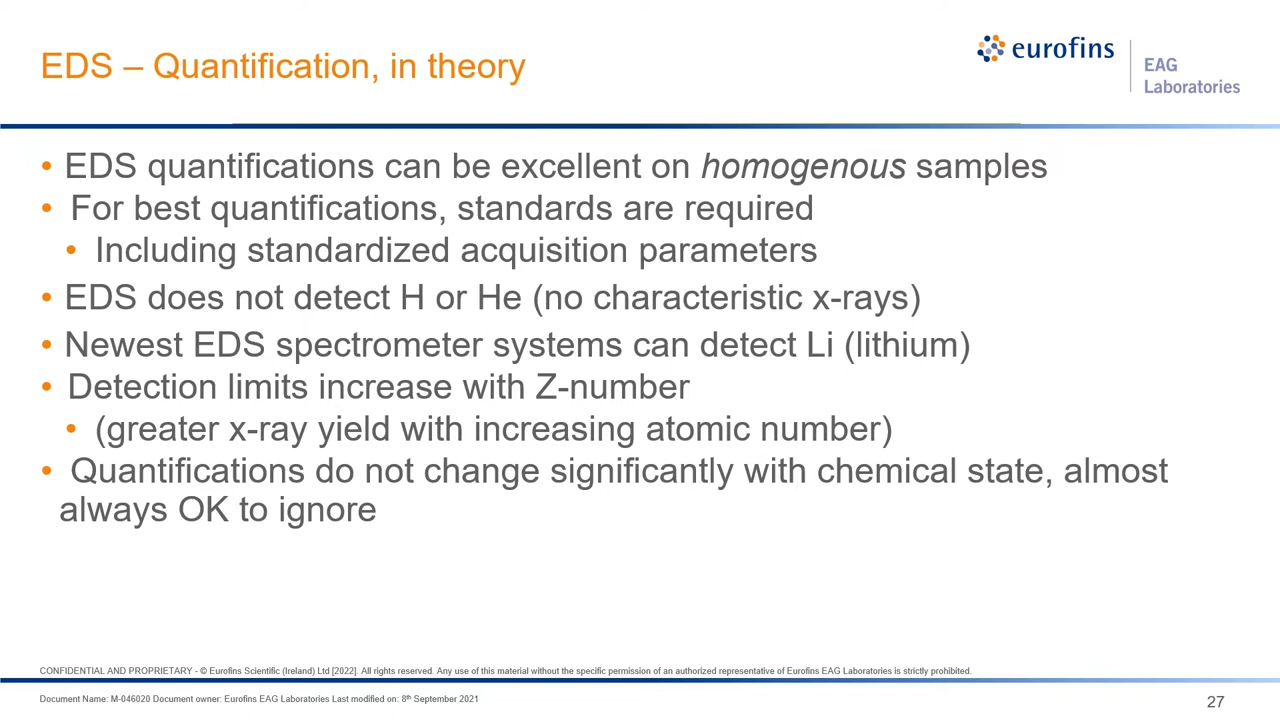 EDS – Quantification, in theory
eurofins
EAG
Laboratories
• EDS quantifications can be excellent on homogenous samples
• For best quantifications, standards are required
• Including standardized acquisition parameters
• EDS does not detect H or He (no characteristic x-rays)
• Newest EDS spectrometer systems can detect Li (lithium)
• Detection limits increase with Z-number
• (greater x-ray yield with increasing atomic number)
• Quantifications do not change significantly with chemical state, almost
always OK to ignore
CONFIDENTIAL AND PROPRIETARY - © Eurofins Scientific (Ireland) Ltd [2022]. All rights reserved. Any use of this material without the specific permission of an authorized representative of Eurofins EAG Laboratories is strictly prohibited.
Document Name: M-046020 Document owner: Eurofins EAG Laboratories Last modified on: 8th September 2021
27